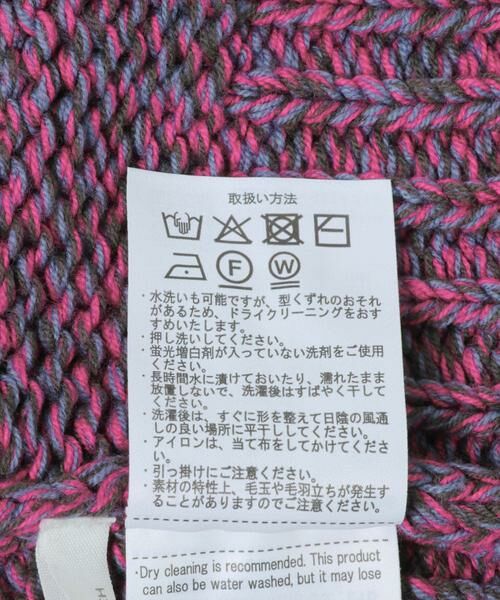 取扱い方法
F W
・水洗いも可能ですが、型くずれのおそれ
があるため、ドライクリーニングをおす
すめいたします。
・押し洗いしてください。
・蛍光増白剤が入っていない洗剤をご使用
ください。
・長時間水に漬けておいたり、濡れたまま
放置しないで、洗濯後はすばやく干して
ください。
・洗濯後は、すぐに形を整えて日陰の風通
しの良い場所に平干ししてください。
・アイロンは、当て布をしてかけてくださ
い。
・引っ掛けにご注意ください。
・素材の特性上、毛玉や毛羽立ちが発生す
ることがあります。ご注意ください。
・Dry cleaning is recommended. This product
can also be water washed, but it may lose